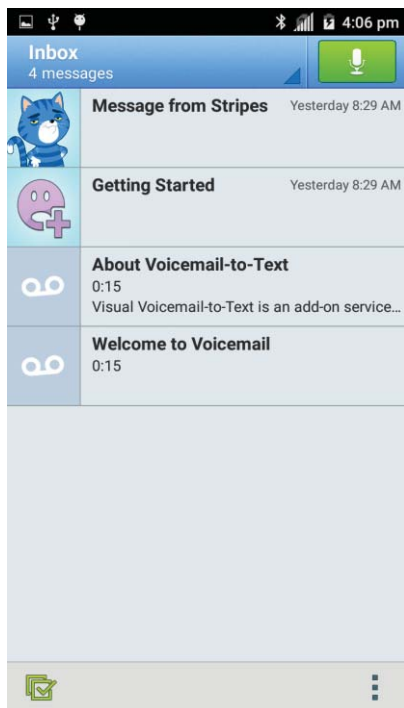 4:06 pm
Inbox
4 messages
Message from Stripes Yesterday 8:29 AM
Getting Started Yesterday 8:29 AM
About Voicemail-to-Text
0:15
Visual Voicemail-to-Text is an add-on service...
Welcome to Voicemail
0:15